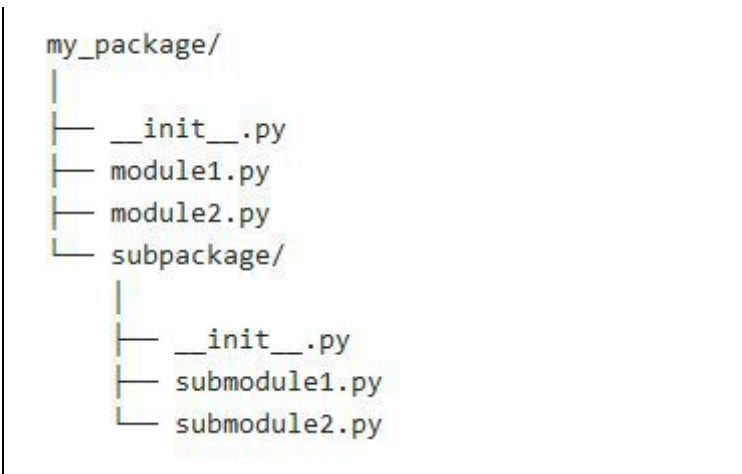 my_package/
│
├── __init__.py
├── module1.py
├── module2.py
└── subpackage/
    │
    ├── __init__.py
    ├── submodule1.py
    └── submodule2.py